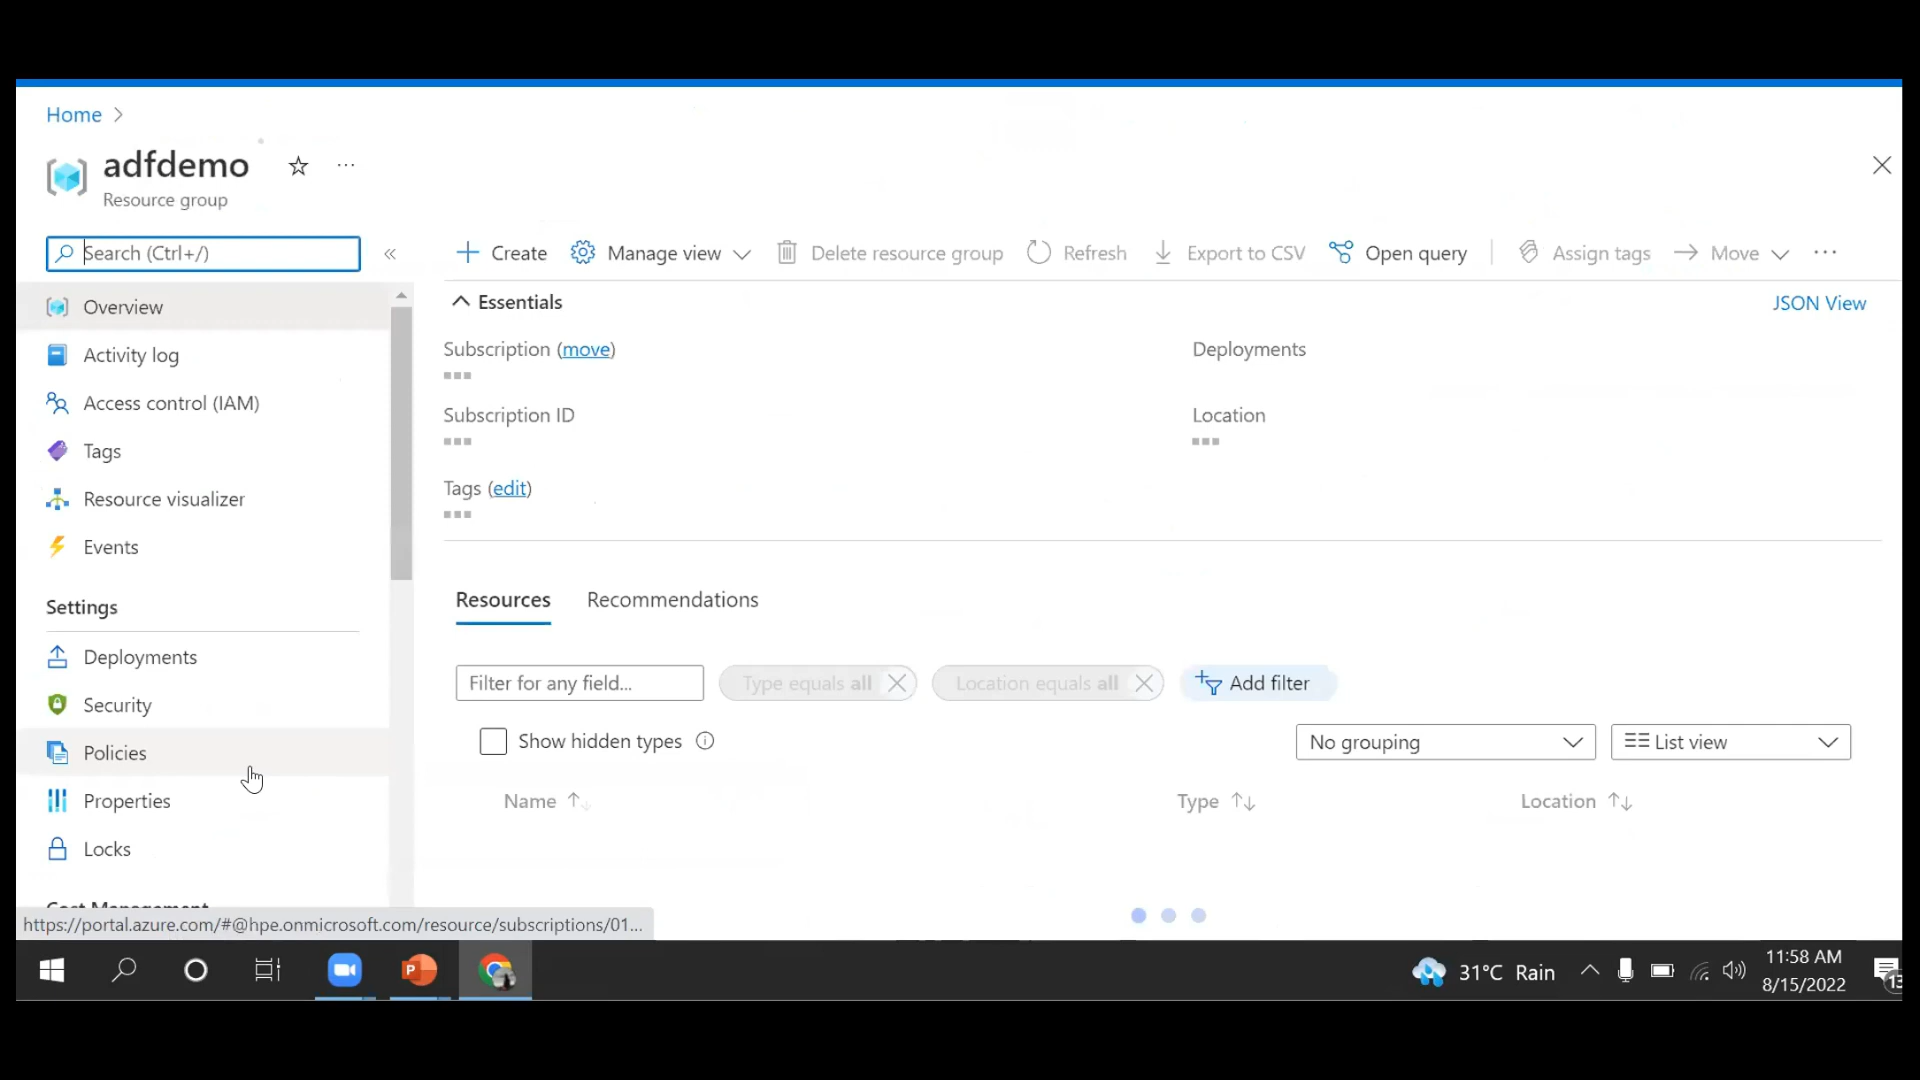 Home
adfdemo
Resource group
Search (Ctrl+/)
Create
Manage view
Delete resource group
Refresh
Export to CSV
Open query
Assign tags
Move
Overview
Activity log
Access control (IAM)
Tags
Resource visualizer
Events
Settings
Deployments
Security
Policies
Properties
Locks
Cost Management
https://portal.azure.com/#@hpe.onmicrosoft.com/resource/subscriptions/01...
Essentials
JSON View
Subscription (move)
Deployments
Subscription ID
Location
Tags (edit)
Resources
Recommendations
Filter for any field...
Type equals all
Location equals all
Add filter
Show hidden types
No grouping
List view
Name
Type
Location
31°C Rain
11:58 AM
8/15/2022
13